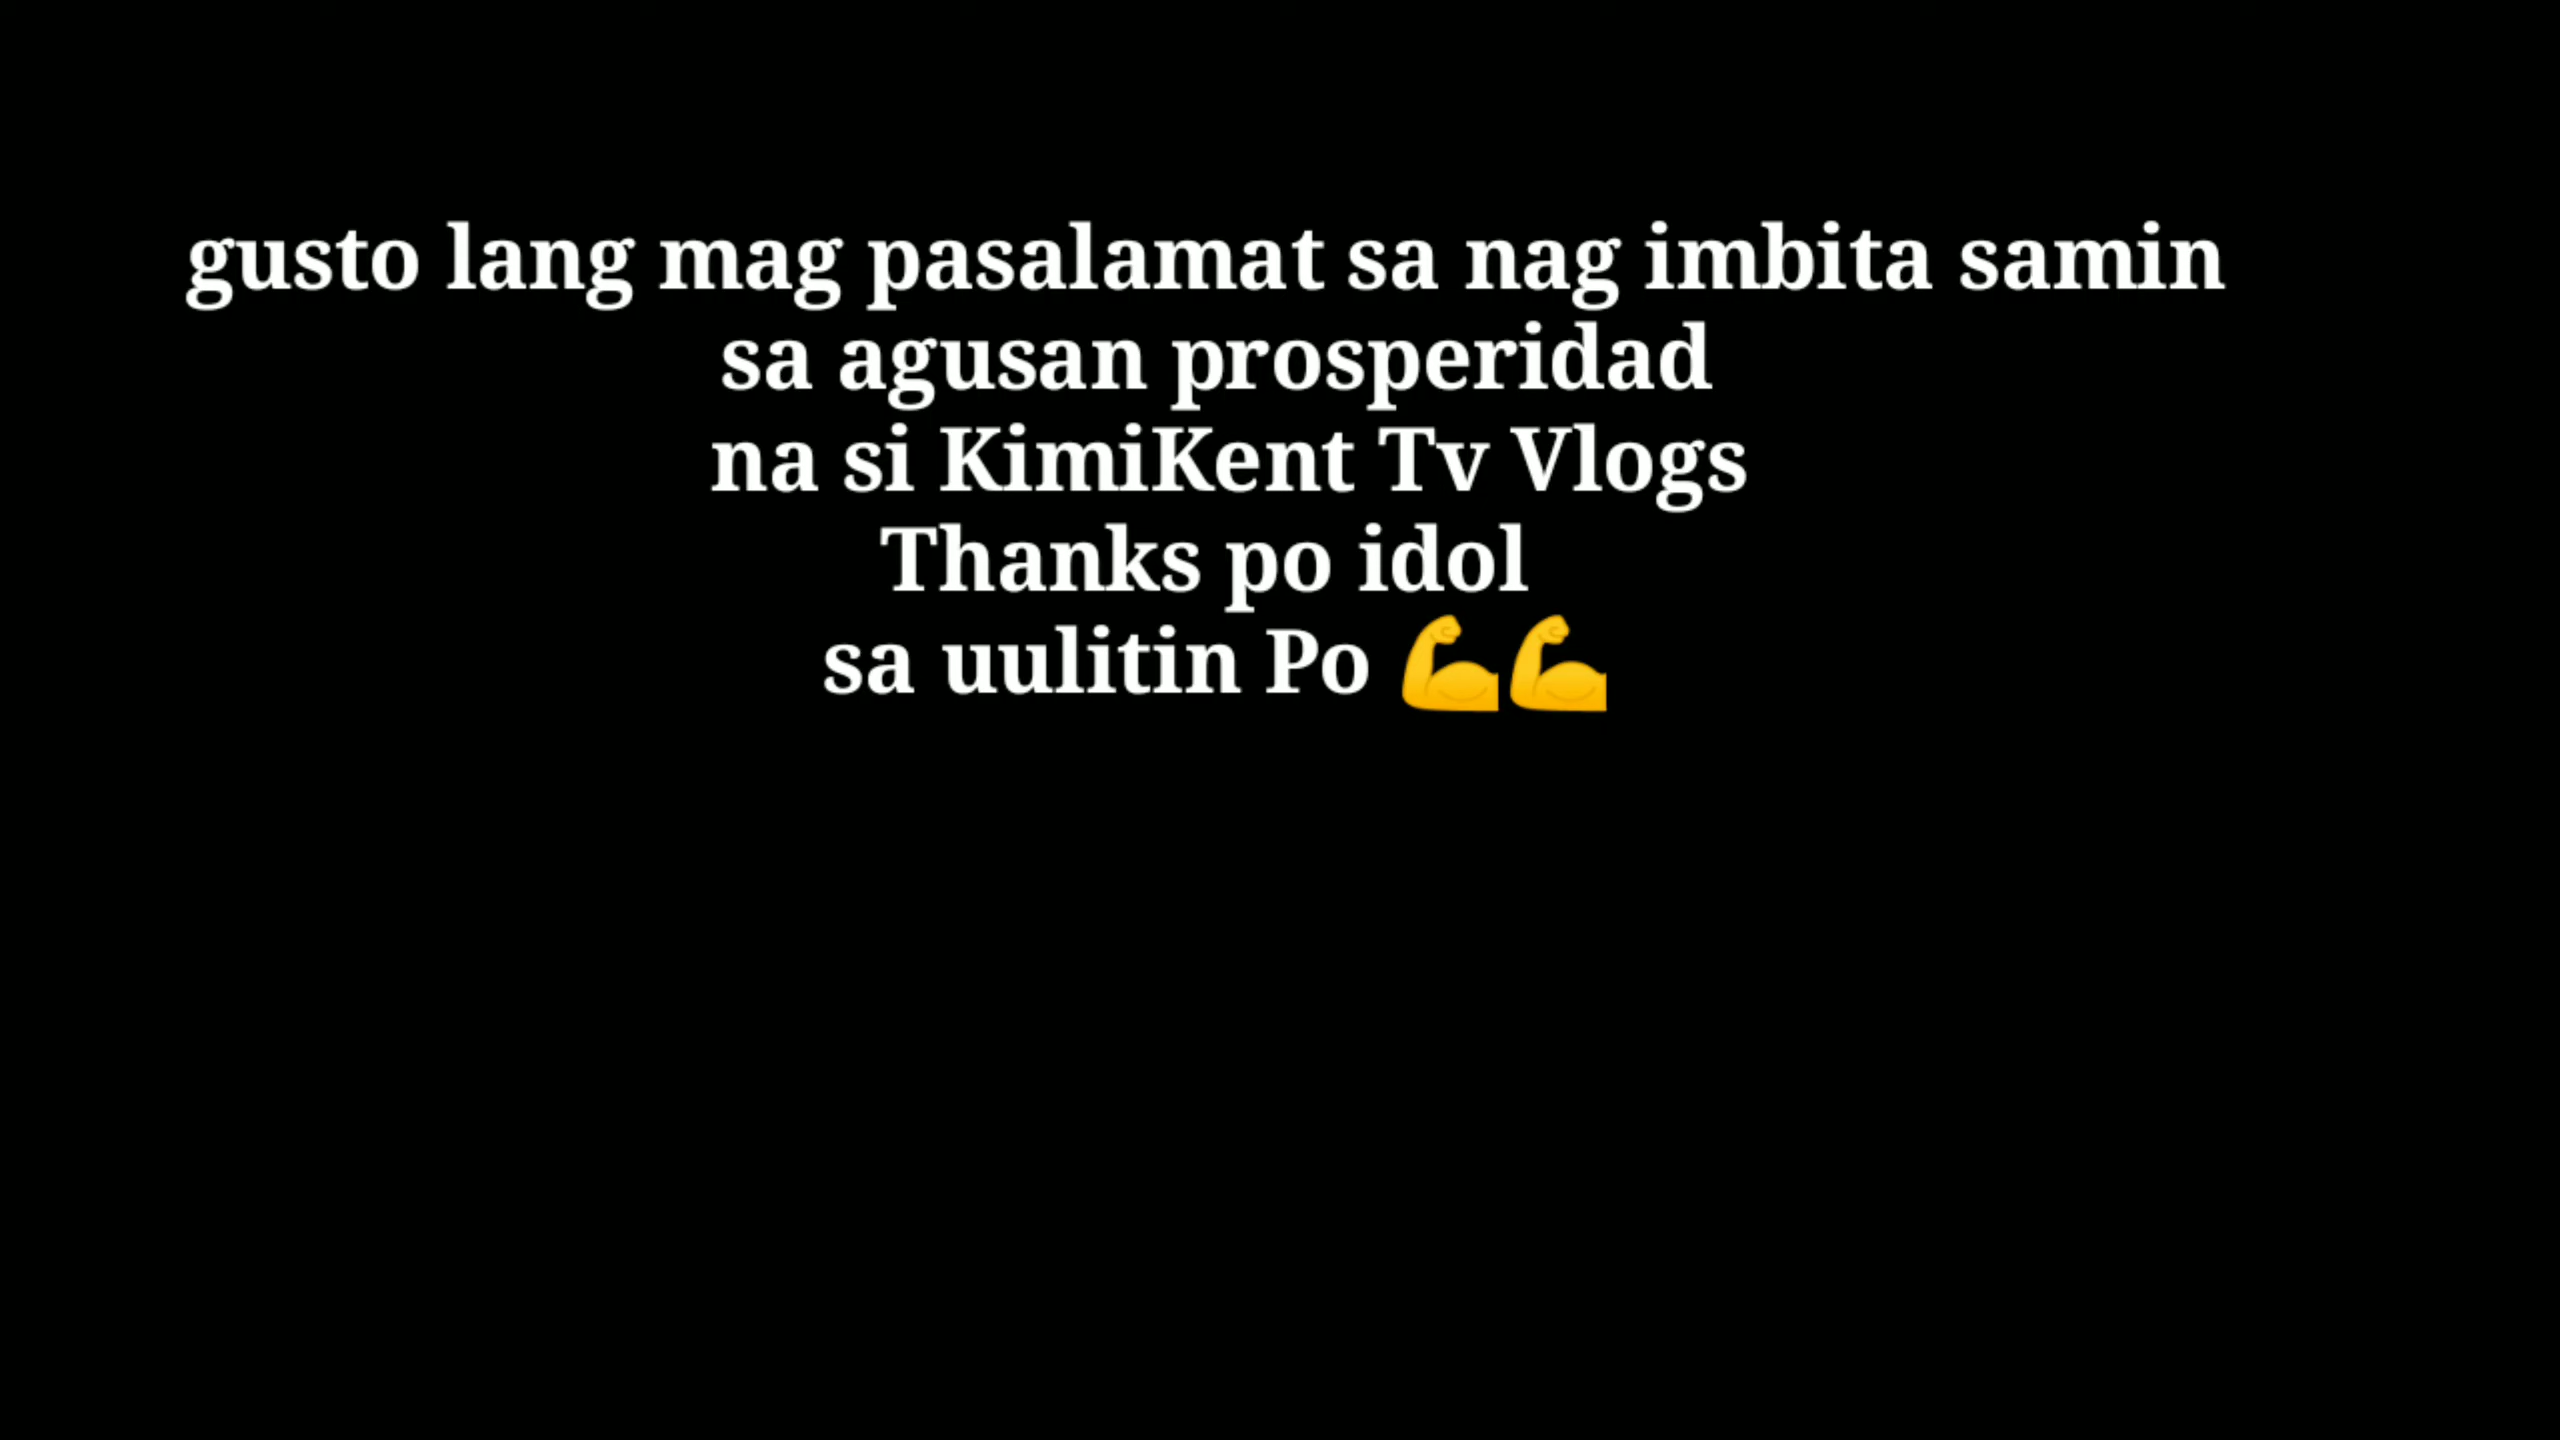 gusto lang mag pasalamat sa nag imbita samin
sa agusan prosperidad
na si KimiKent Tv Vlogs
Thanks po idol
sa uulitin Po 💪💪